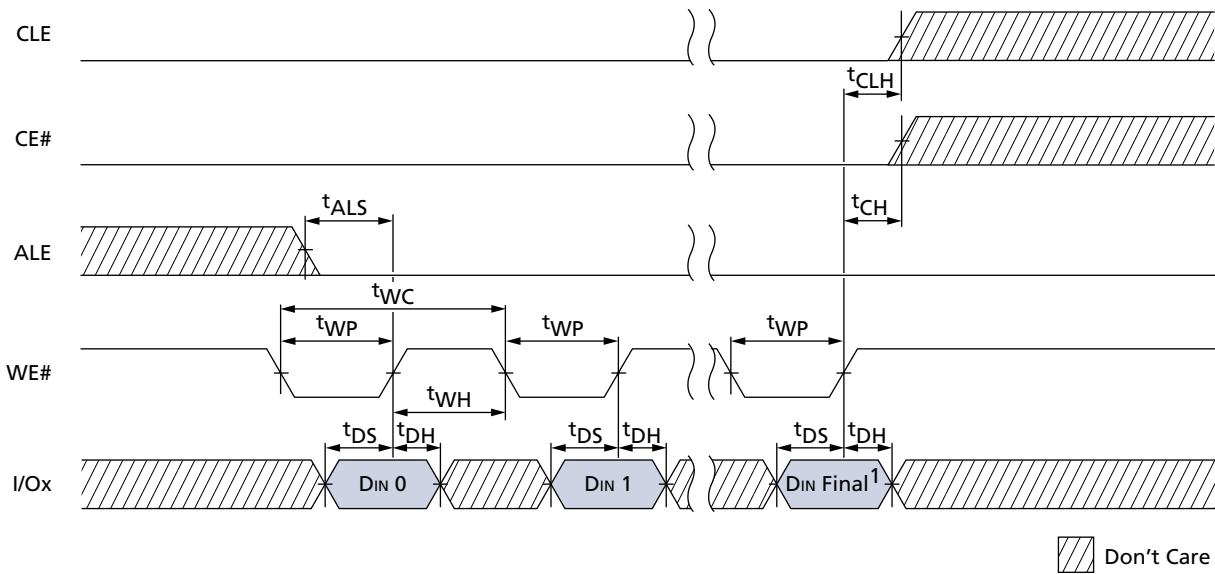 CLE
tCLH
CE#
tCH
tALS
ALE
tWC
tWP
tWP
tWP
WE#
tWH
tDS
tDH
tDS
tDH
tDS
tDH
I/Ox
DIN 0
DIN 1
DIN Final1
Don't Care